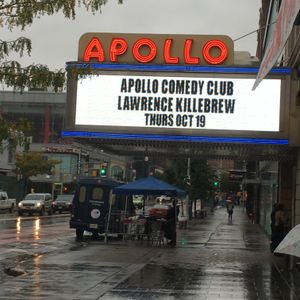 APOLLO
APOLLO COMEDY CLUB
LAWRENCE KILLEBREW
THURS OCT 19